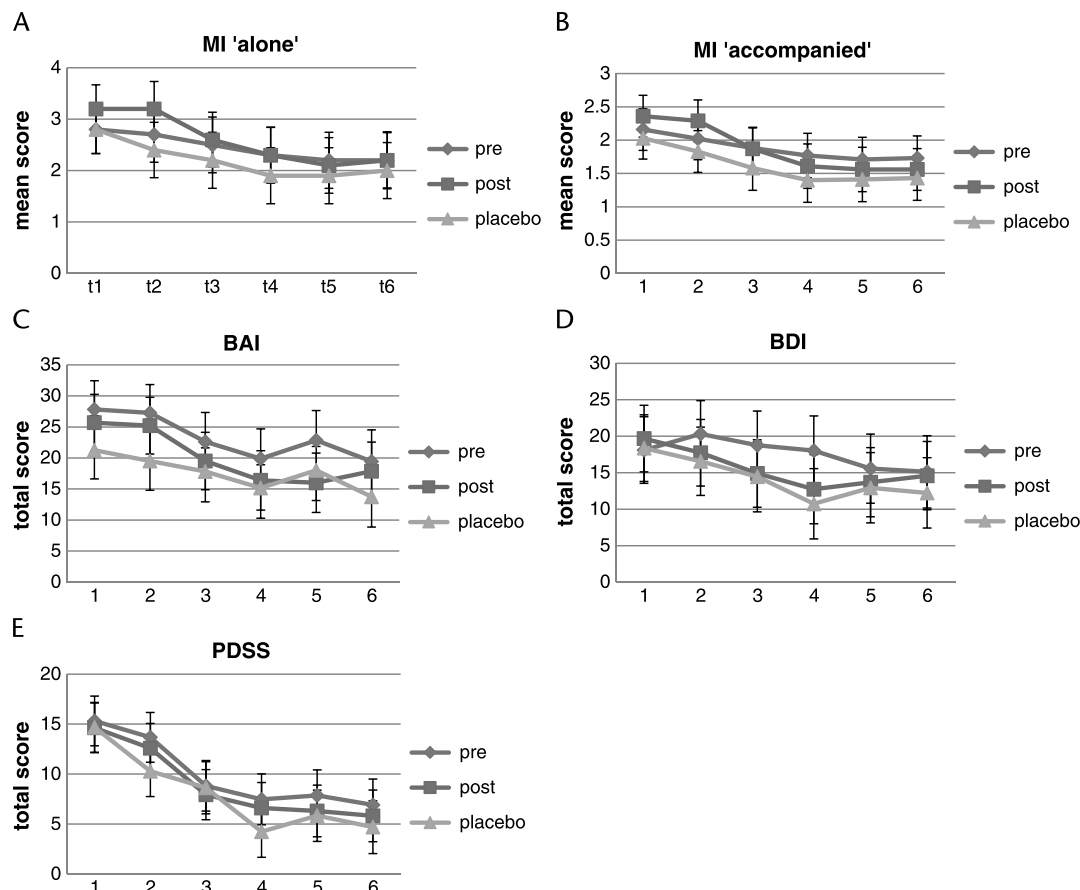 A
MI 'alone'
mean score
4
3
2
1
0
t1 t2 t3 t4 t5 t6
pre
post
placebo
B
MI 'accompanied'
mean score
3
2.5
2
1.5
1
0.5
0
1 2 3 4 5 6
pre
post
placebo
C
BAI
total score
35
30
25
20
15
10
5
0
1 2 3 4 5 6
pre
post
placebo
D
BDI
total score
30
25
20
15
10
5
0
1 2 3 4 5 6
pre
post
placebo
E
PDSS
total score
20
15
10
5
0
1 2 3 4 5 6
pre
post
placebo